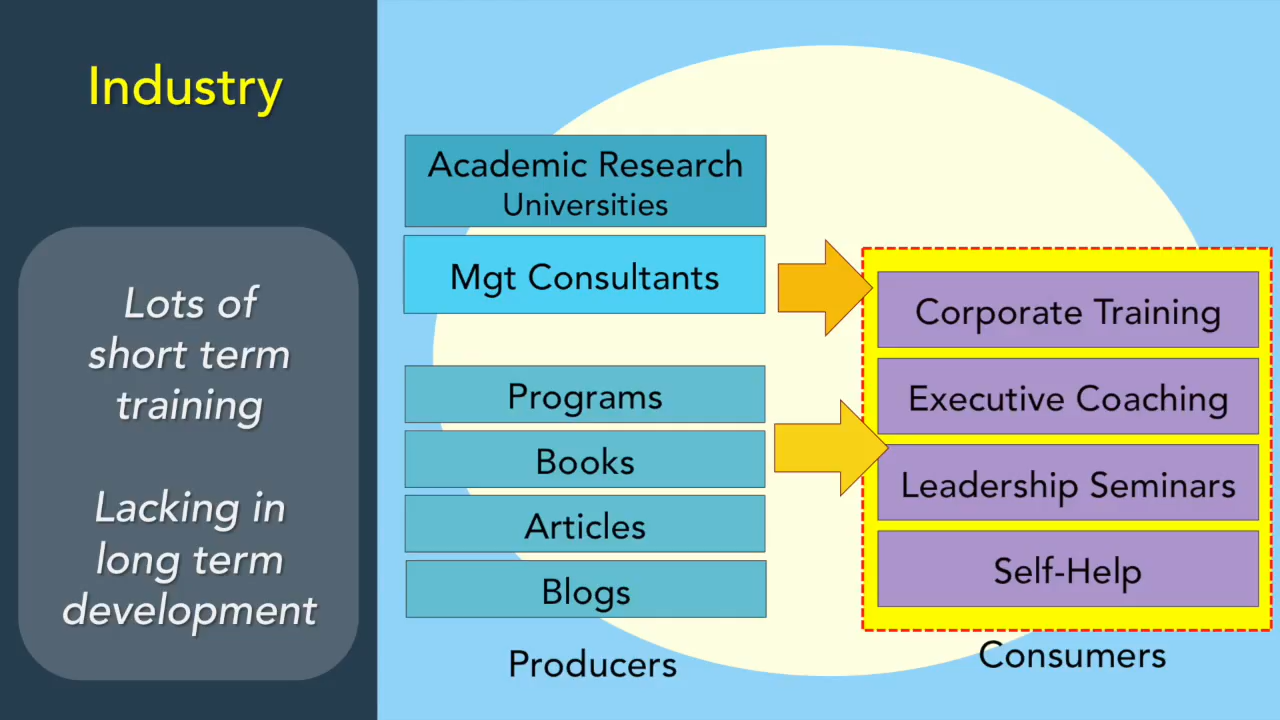 Industry
Lots of
short term
training
Lacking in
long term
development
Academic Research
Universities
Mgt Consultants
Programs
Books
Articles
Blogs
Producers
Corporate Training
Executive Coaching
Leadership Seminars
Self-Help
Consumers